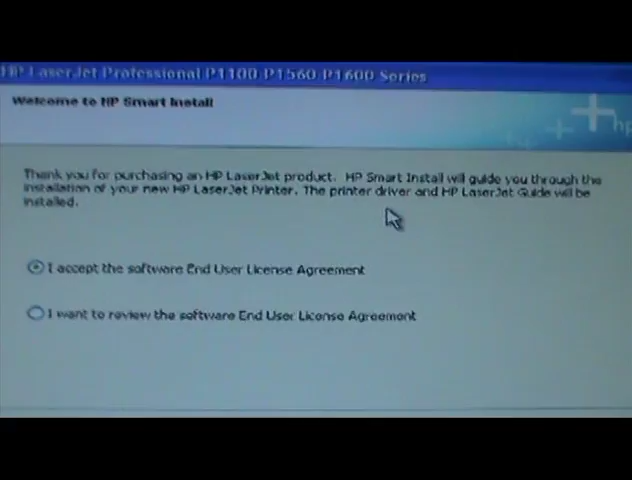 HP LaserJet Professional P1100-P1560-P1600 Series
Welcome to HP Smart Install
hp
Thank you for purchasing an HP LaserJet product. HP Smart Install will guide you through the
installation of your new HP LaserJet Printer. The printer driver and HP LaserJet Guide will be
installed.
I accept the software End User License Agreement
I want to review the software End User License Agreement